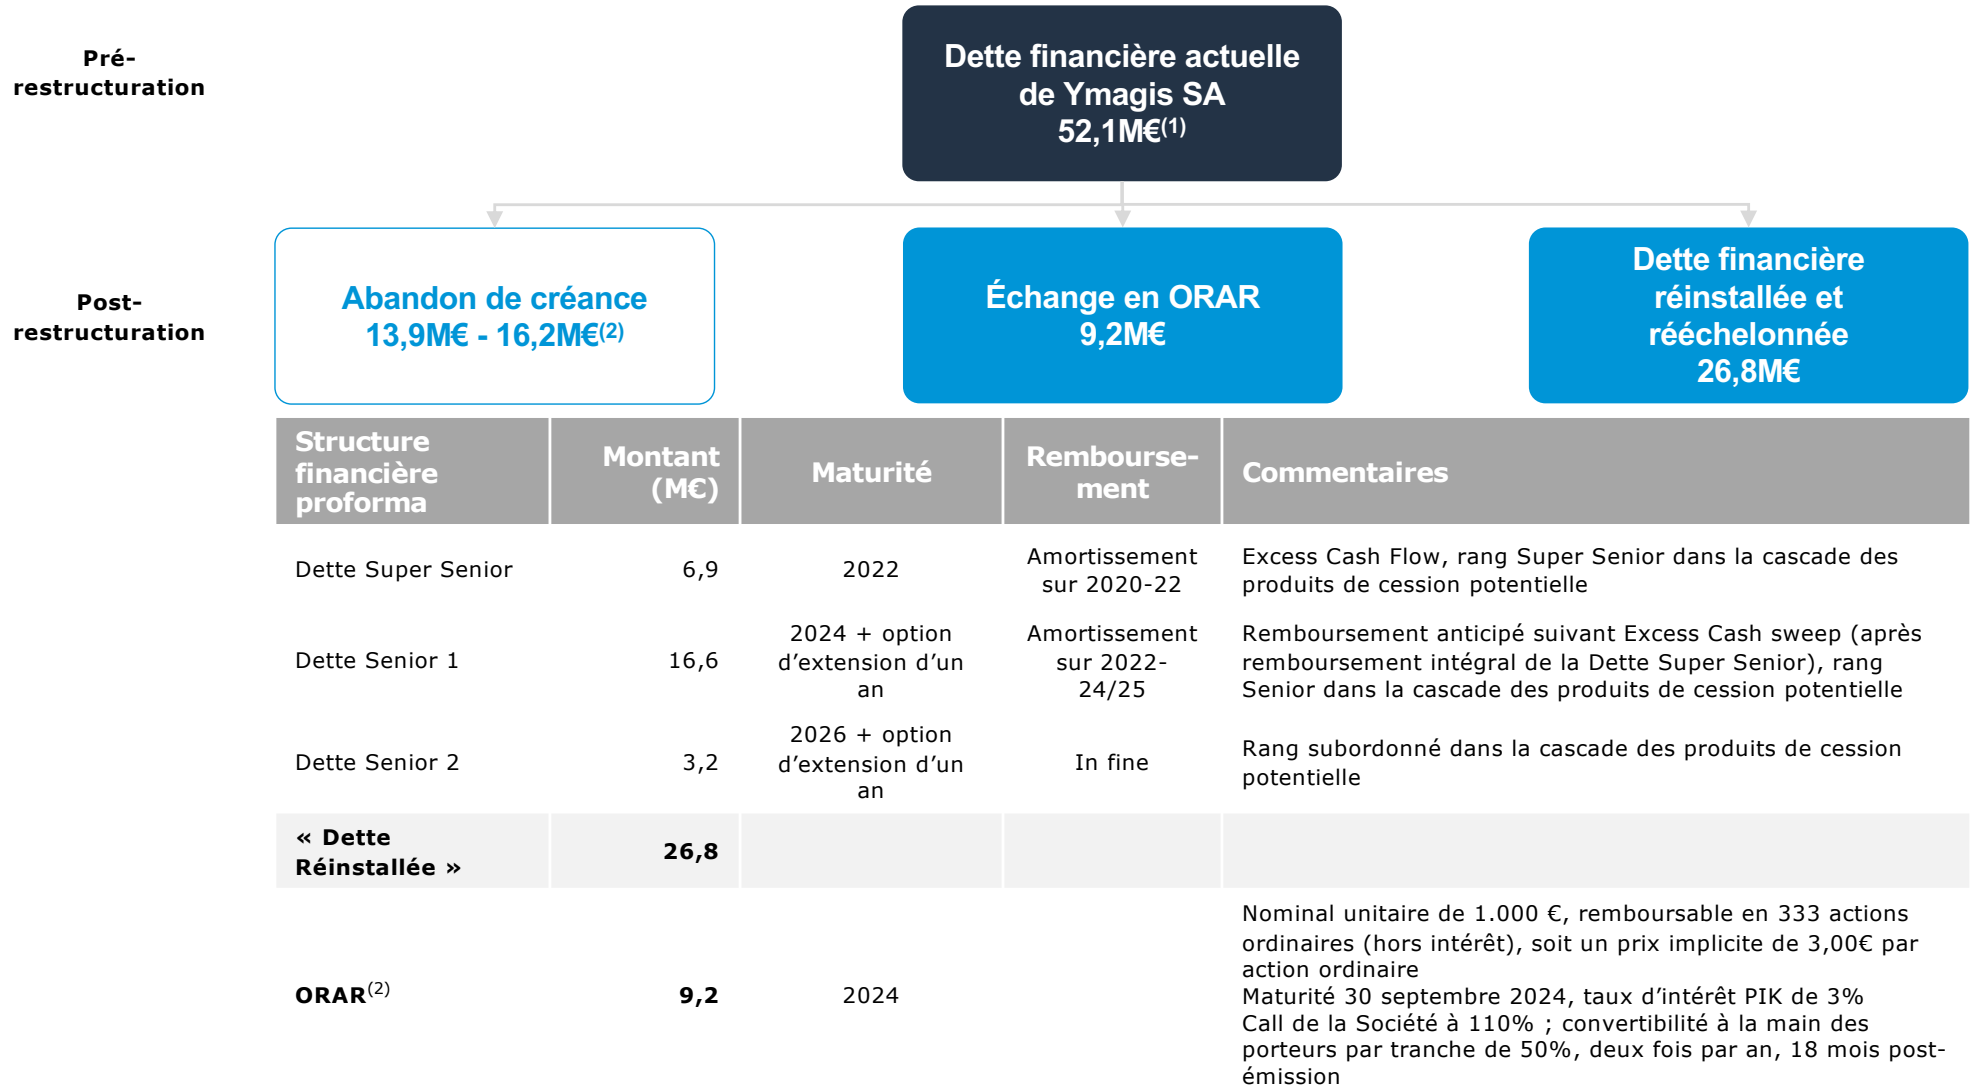 Pré-
restructuration
Dette financière actuelle
de Ymagis SA
52,1M€(1)
Post-
restructuration
Abandon de créance
13,9M€ - 16,2M€(2)
Échange en ORAR
9,2M€
Dette financière
réinstallée et
rééchelonnée
26,8M€
Structure
financière
proforma
Montant
(M€)
Maturité
Rembourse-
ment
Commentaires
Dette Super Senior
6,9
2022
Amortissement
sur 2020-22
Excess Cash Flow, rang Super Senior dans la cascade des
produits de cession potentielle
Dette Senior 1
16,6
2024 + option
d’extension d’un
an
Amortissement
sur 2022-
24/25
Remboursement anticipé suivant Excess Cash sweep (après
remboursement intégral de la Dette Super Senior), rang
Senior dans la cascade des produits de cession potentielle
Dette Senior 2
3,2
2026 + option
d’extension d’un
an
In fine
Rang subordonné dans la cascade des produits de cession
potentielle
« Dette
Réinstallée »
26,8
ORAR(2)
9,2
2024
Nominal unitaire de 1.000 €, remboursable en 333 actions
ordinaires (hors intérêt), soit un prix implicite de 3,00€ par
action ordinaire
Maturité 30 septembre 2024, taux d’intérêt PIK de 3%
Call de la Société à 110% ; convertibilité à la main des
porteurs par tranche de 50%, deux fois par an, 18 mois post-
émission